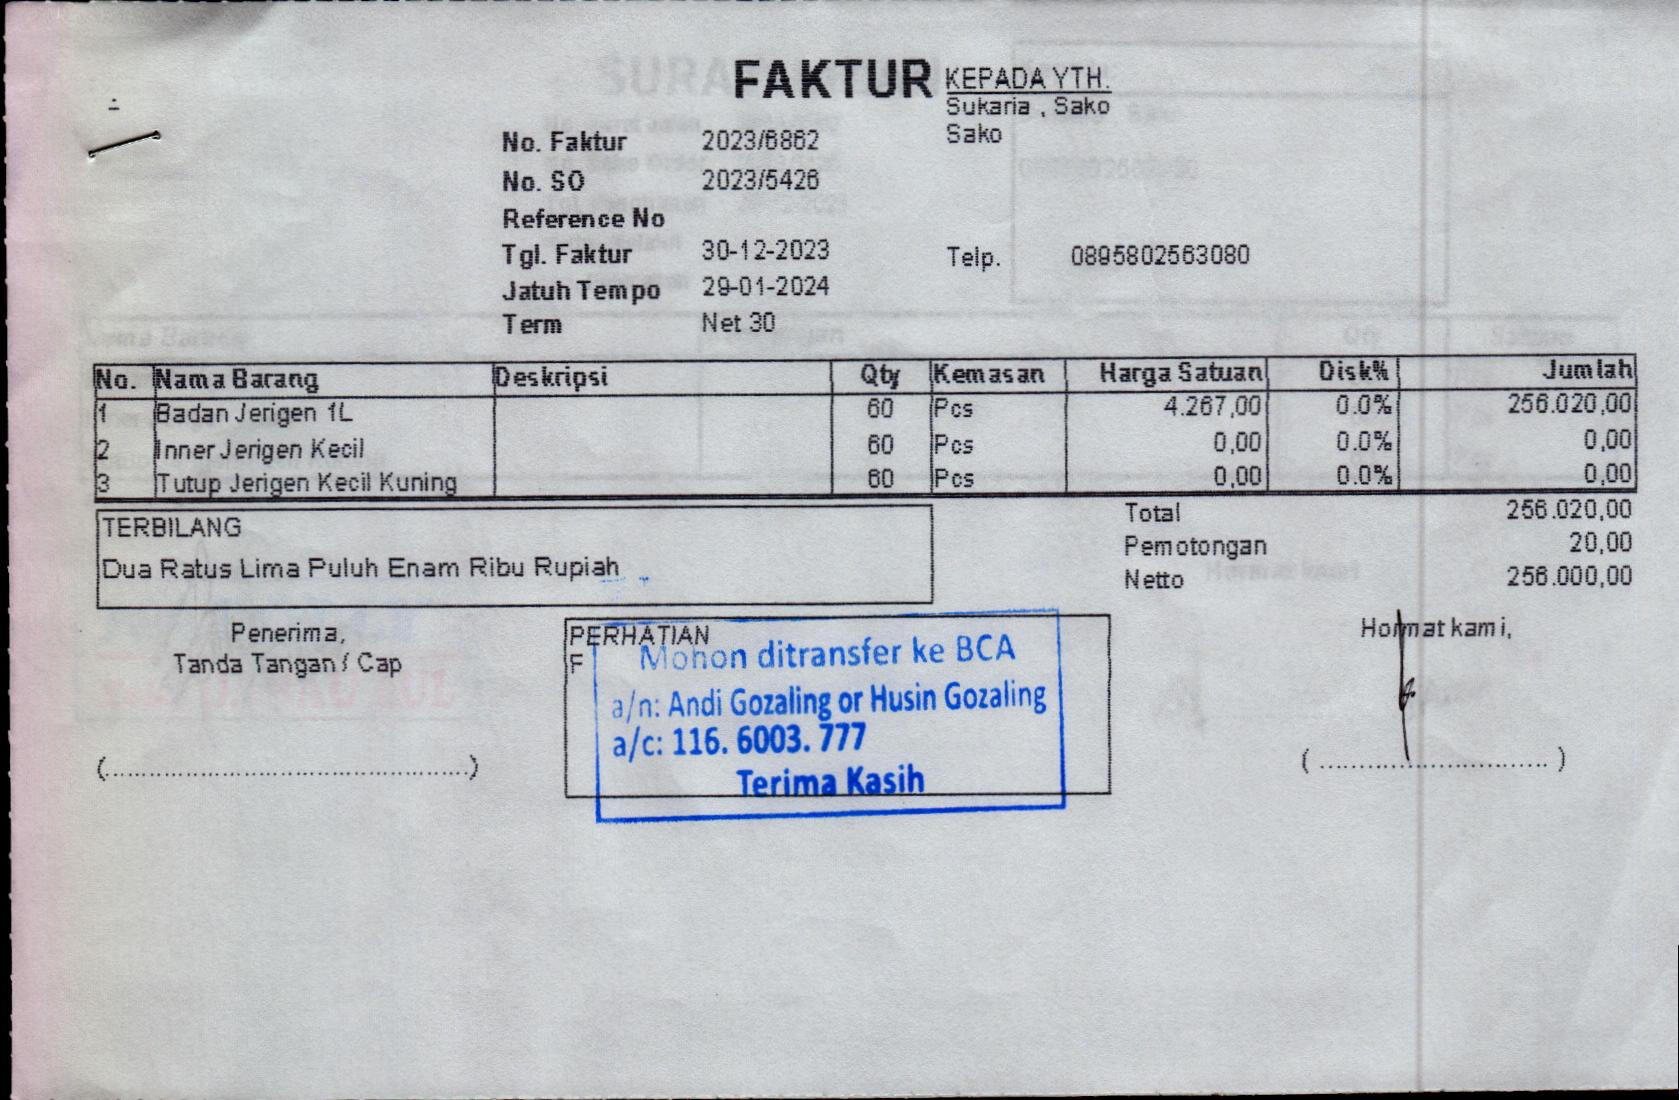 FAKTUR
KEPADA YTH.
Sukaria , Sako
Sako
No. Faktur 2023/6862
No. SO 2023/5426
Reference No
Tgl. Faktur 30-12-2023
Telp. 0895802563080
Jatuh Tempo 29-01-2024
Term Net 30
No. Nama Barang Deskripsi Qty Kemasan Harga Satuan Disk% Jumlah
1 Badan Jerigen 1L 60 Pcs 4.267,00 0.0% 256.020,00
2 Inner Jerigen Kecil 60 Pcs 0,00 0.0% 0,00
3 Tutup Jerigen Kecil Kuning 60 Pcs 0,00 0.0% 0,00
TERBILANG
Dua Ratus Lima Puluh Enam Ribu Rupiah
Total 256.020,00
Pemotongan 20,00
Netto 256.000,00
Penerima,
Tanda Tangan / Cap
(..................................................)
PERHATIAN
F
Mohon ditransfer ke BCA
a/n: Andi Gozaling or Husin Gozaling
a/c: 116. 6003. 777
Terima Kasih
Hormat kami,
( ............................... )